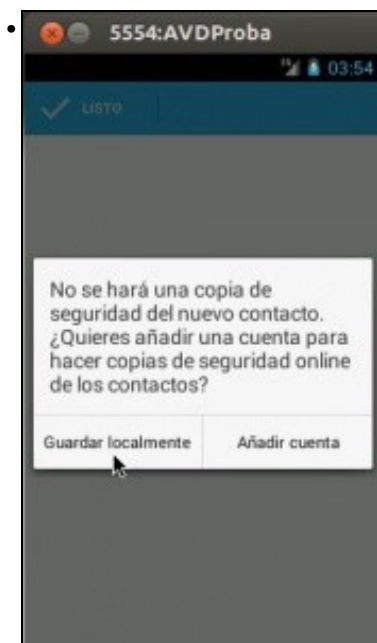 5554:AVDProba
03:54
LISTO
No se hará una copia de
seguridad del nuevo contacto.
¿Quieres añadir una cuenta para
hacer copias de seguridad online
de los contactos?
Guardar localmente
Añadir cuenta